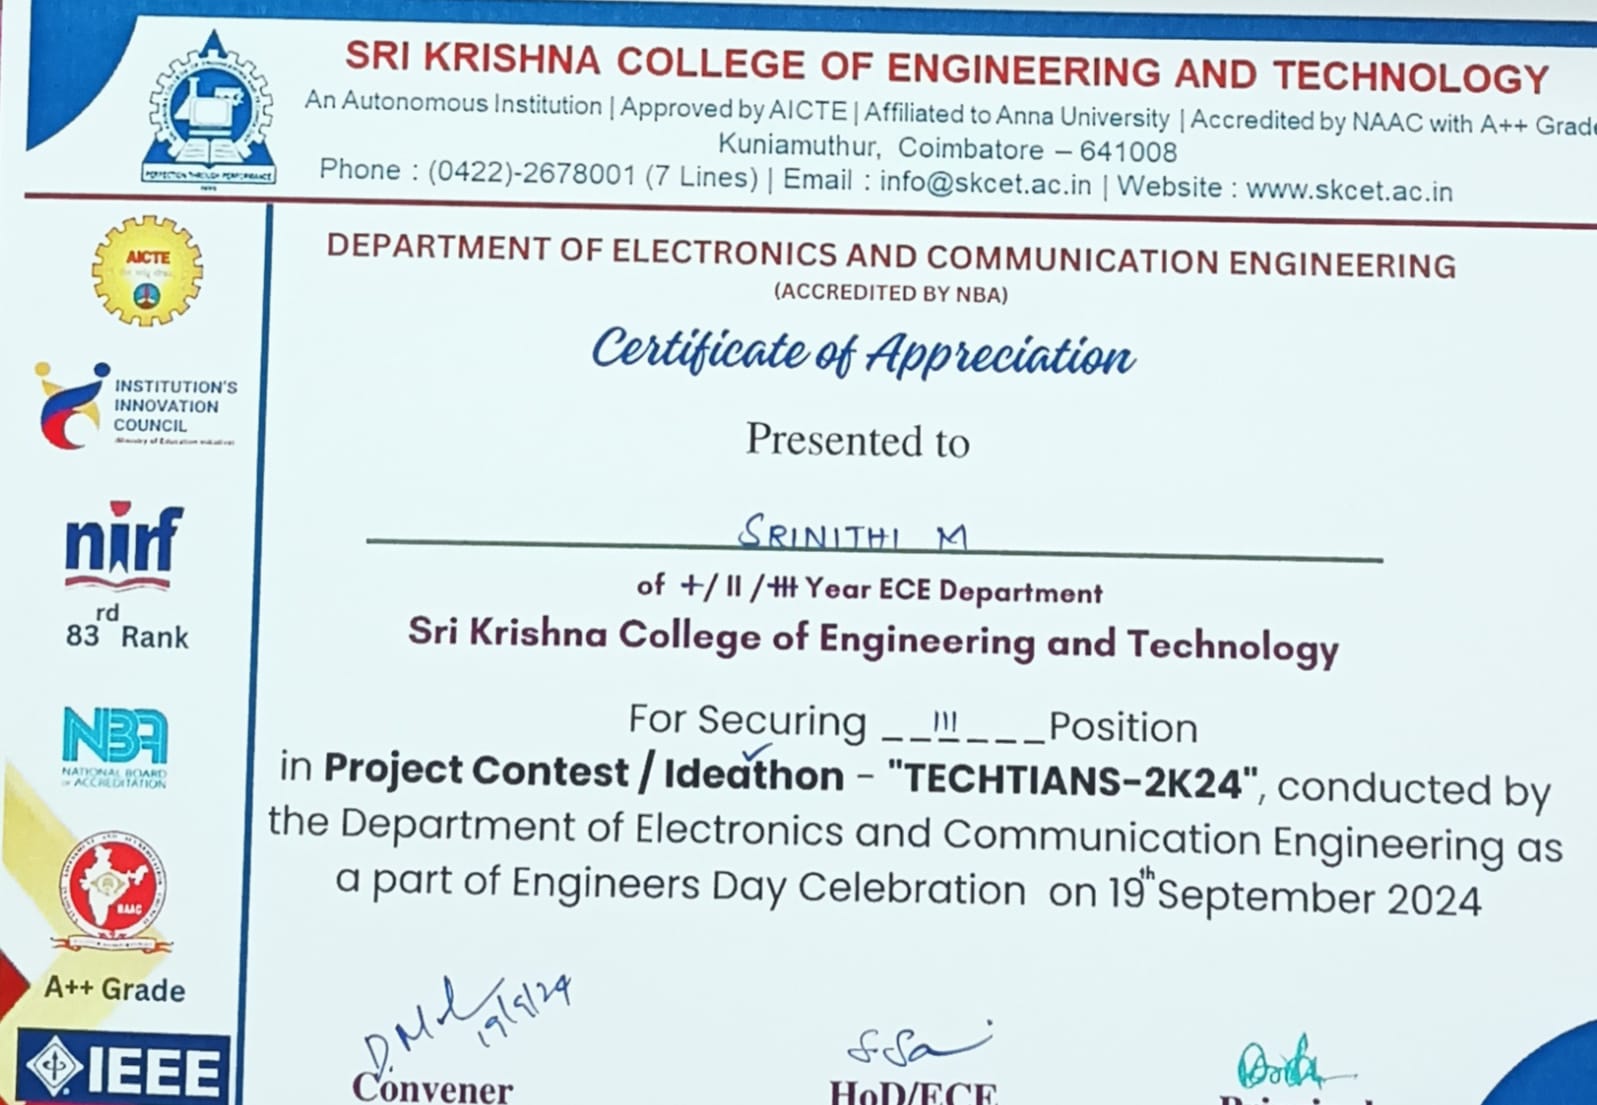 SRI KRISHNA COLLEGE OF ENGINEERING AND TECHNOLOGY
An Autonomous Institution | Approved by AICTE | Affiliated to Anna University | Accredited by NAAC with A++ Grade
Kuniamuthur, Coimbatore – 641008
Phone : (0422)-2678001 (7 Lines) | Email : info@skcet.ac.in | Website : www.skcet.ac.in
PERFECTION THROUGH PERFORMANCE
DEPARTMENT OF ELECTRONICS AND COMMUNICATION ENGINEERING
(ACCREDITED BY NBA)
Certificate of Appreciation
Presented to
SRINITHI M
of I / II / III Year ECE Department
Sri Krishna College of Engineering and Technology
For Securing __III___Position
in Project Contest / Ideathon - "TECHTIANS-2K24", conducted by
the Department of Electronics and Communication Engineering as
a part of Engineers Day Celebration on 19th September 2024
19/9/24
Convener
HoD/ECE
AICTE
INSTITUTION'S
INNOVATION
COUNCIL
nirf
83rd Rank
NBA
NATIONAL BOARD
OF ACCREDITATION
NAAC
A++ Grade
IEEE